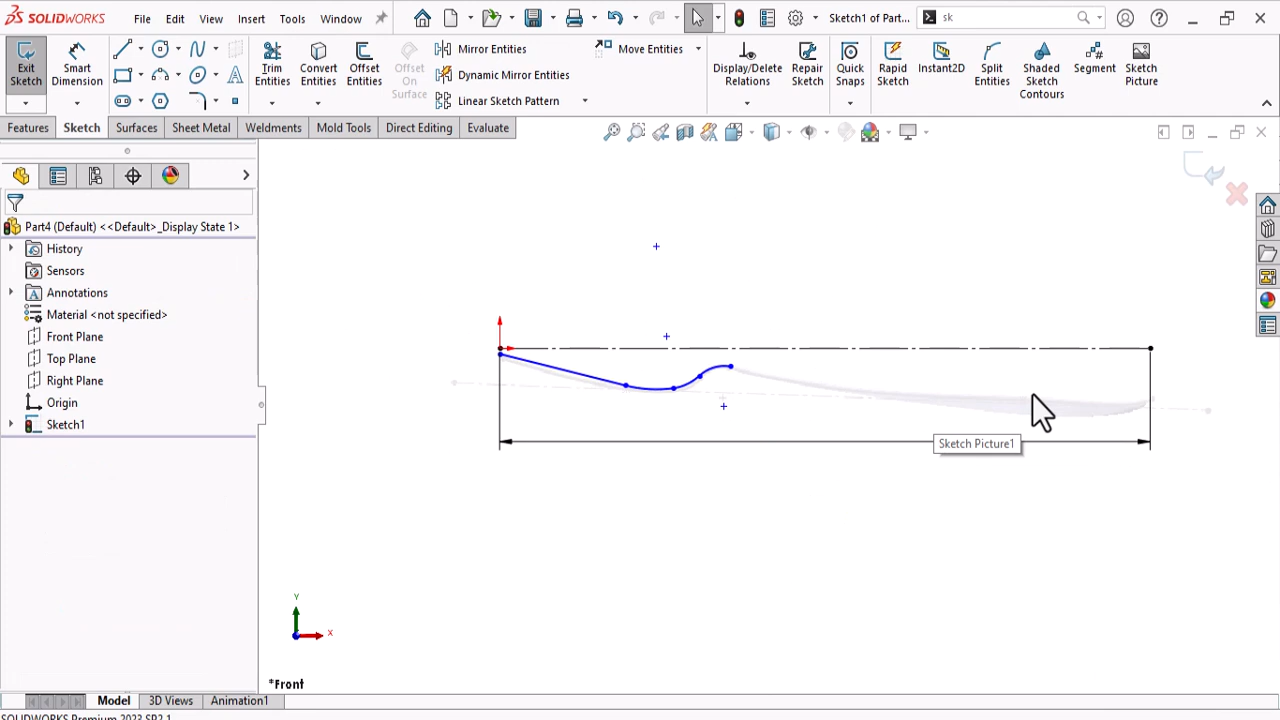 SOLIDWORKS File Edit View Insert Tools Window Sketch1 of Part... sk
Exit Sketch
Smart Dimension
Trim Entities
Convert Entities
Offset Entities
Offset On Surface
Mirror Entities
Dynamic Mirror Entities
Linear Sketch Pattern
Move Entities
Display/Delete Relations
Repair Sketch
Quick Snaps
Rapid Sketch
Instant2D
Split Entities
Shaded Sketch Contours
Segment
Sketch Picture
Features Sketch Surfaces Sheet Metal Weldments Mold Tools Direct Editing Evaluate
Part4 (Default) <<Default>_Display State 1>
History
Sensors
Annotations
Material <not specified>
Front Plane
Top Plane
Right Plane
Origin
Sketch1
Sketch Picture1
Y
X
*Front
Model 3D Views Animation1
SOLIDWORKS Premium 2023 SP2.1